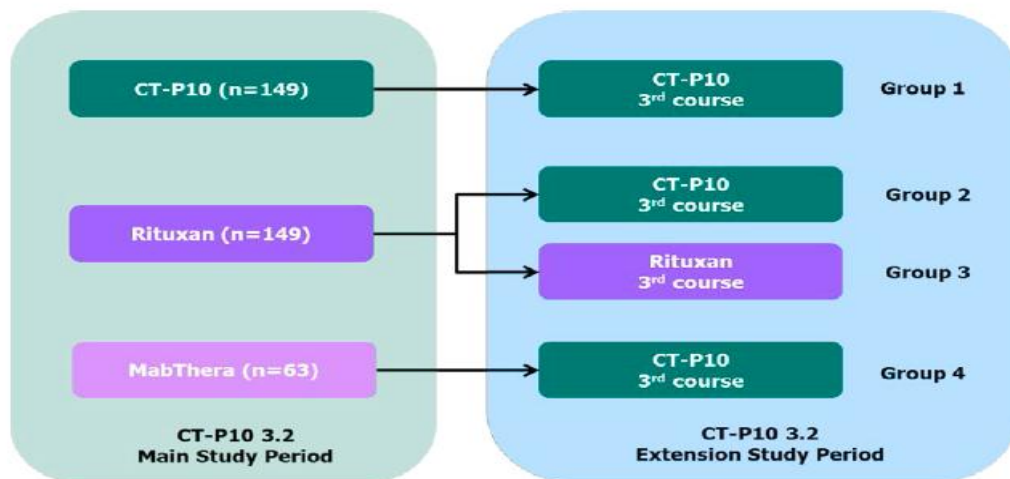 CT-P10 (n=149)
CT-P10
3rd course
Group 1
Rituxan (n=149)
CT-P10
3rd course
Group 2
Rituxan
3rd course
Group 3
MabThera (n=63)
CT-P10
3rd course
Group 4
CT-P10 3.2
Main Study Period
CT-P10 3.2
Extension Study Period